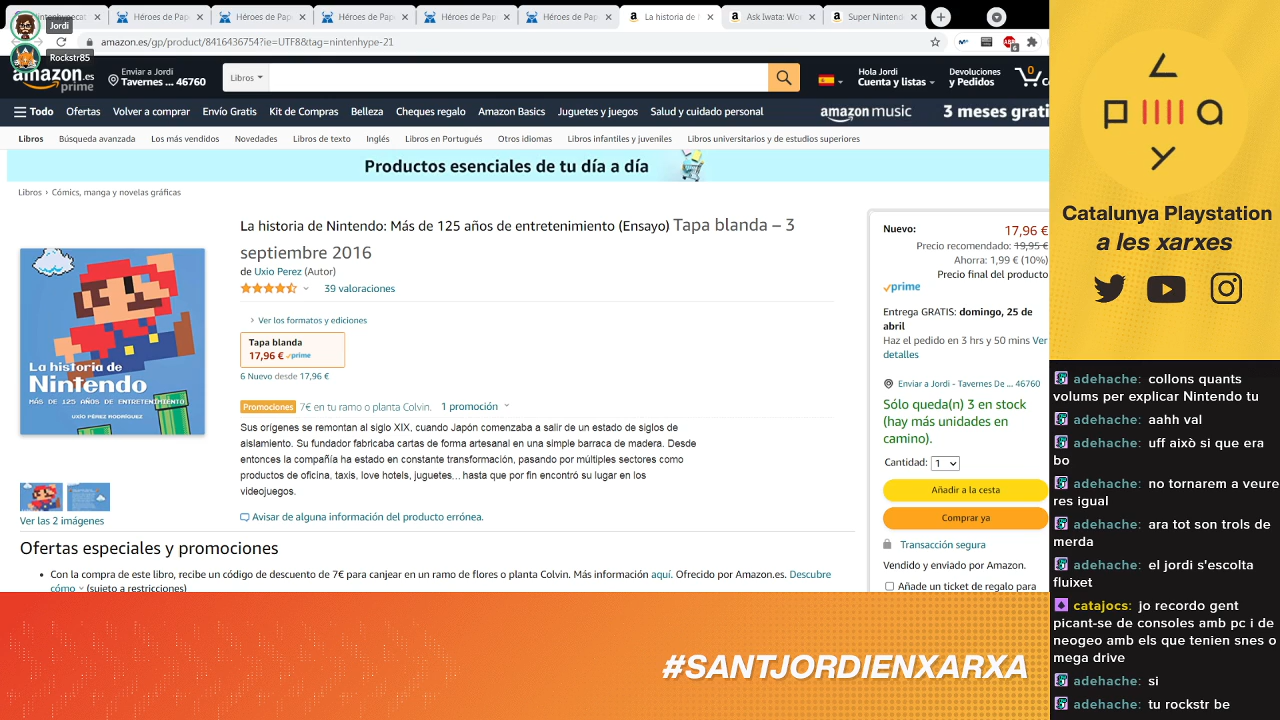 Héroes de Pap
Héroes de Pap
Héroes de Pap
Héroes de Pap
Héroes de Pap
La historia de
Ask Iwata: Wo
Super Nintend
Jordi
Rockstr85
amazon.es/gp/product/8416436754?ie=UTF8&tag=nintenhype-21
amazon.es
prime
Enviar a Jordi
Tavernes ... 46760
Libros
Hola Jordi
Cuenta y listas
Devoluciones
y Pedidos
0
Todo
Ofertas
Volver a comprar
Envío Gratis
Kit de Compras
Belleza
Cheques regalo
Amazon Basics
Juguetes y juegos
Salud y cuidado personal
amazon music
3 meses grati
Libros
Búsqueda avanzada
Los más vendidos
Novedades
Libros de texto
Inglés
Libros en Portugués
Otros idiomas
Libros infantiles y juveniles
Libros universitarios y de estudios superiores
Productos esenciales de tu día a día
Libros › Cómics, manga y novelas gráficas
La historia de Nintendo: Más de 125 años de entretenimiento (Ensayo) Tapa blanda – 3
septiembre 2016
de Uxio Perez (Autor)
39 valoraciones
Ver los formatos y ediciones
Tapa blanda
17,96 € prime
6 Nuevo desde 17,96 €
Promociones 7€ en tu ramo o planta Colvin. 1 promoción
Sus orígenes se remontan al siglo XIX, cuando Japón comenzaba a salir de un estado de siglos de
aislamiento. Su fundador fabricaba cartas de forma artesanal en una simple barraca de madera. Desde
entonces la compañía ha estado en constante transformación, pasando por múltiples sectores como
productos de oficina, taxis, love hotels, juguetes... hasta que por fin encontró su lugar en los
videojuegos.
Avisar de alguna información del producto errónea.
La historia de
Nintendo
MÁS DE 125 AÑOS DE ENTRETENIMIENTO
UXÍO PÉREZ RODRÍGUEZ
Ver las 2 imágenes
Ofertas especiales y promociones
• Con la compra de este libro, recibe un código de descuento de 7€ para canjear en un ramo de flores o planta Colvin. Más información aquí. Ofrecido por Amazon.es. Descubre
cómo (sujeto a restricciones)
Nuevo: 17,96 €
Precio recomendado: 19,95 €
Ahorra: 1,99 € (10%)
Precio final del producto
prime
Entrega GRATIS: domingo, 25 de
abril
Haz el pedido en 3 hrs y 50 mins Ver
detalles
Enviar a Jordi - Tavernes De ... 46760
Sólo queda(n) 3 en stock
(hay más unidades en
camino).
Cantidad: 1
Añadir a la cesta
Comprar ya
Transacción segura
Vendido y enviado por Amazon.
Añade un ticket de regalo para
#SANTJORDIENXARXA
Catalunya Playstation
a les xarxes
adehache: collons quants
volums per explicar Nintendo tu
adehache: aahh val
adehache: uff això si que era
bo
adehache: no tornarem a veure
res igual
adehache: ara tot son trols de
merda
adehache: el jordi s'escolta
fluixet
catajocs: jo recordo gent
picant-se de consoles amb pc i de
neogeo amb els que tenien snes o
mega drive
adehache: si
adehache: tu rockstr be